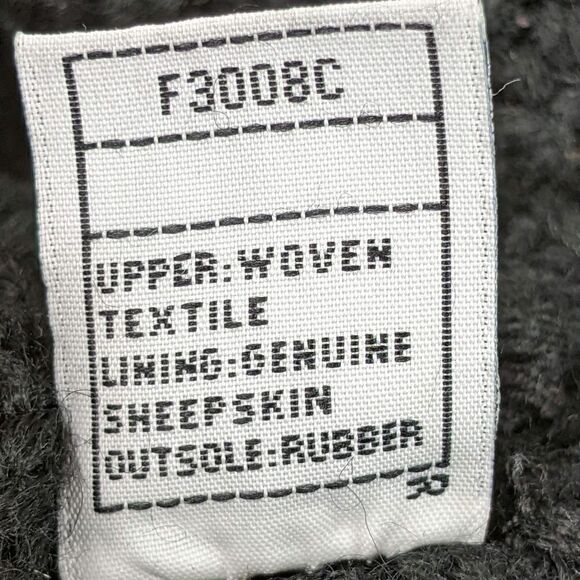 F3008C
UPPER:WOVEN
TEXTILE
LINING:GENUINE
SHEEPSKIN
OUTSOLE:RUBBER
R